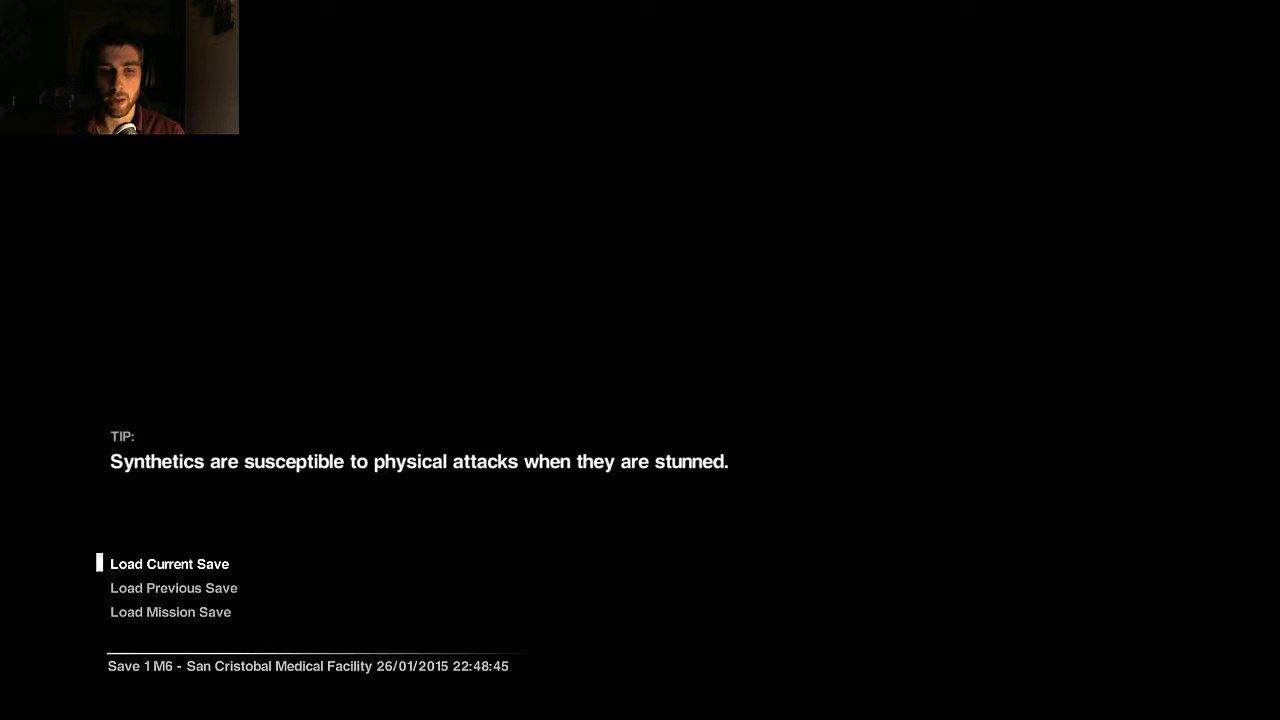 TIP:
Synthetics are susceptible to physical attacks when they are stunned.
Load Current Save
Load Previous Save
Load Mission Save
Save 1 M6 - San Cristobal Medical Facility 26/01/2015 22:48:45